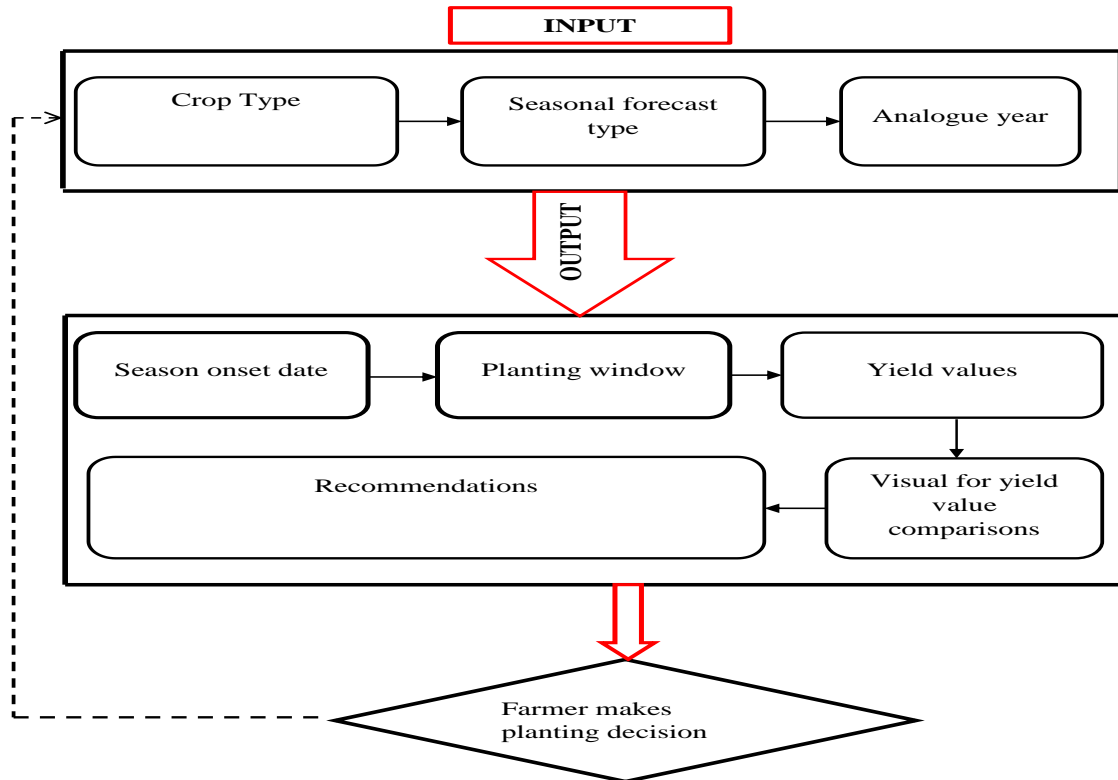 INPUT
Crop Type
Seasonal forecast
type
Analogue year
OUTPUT
Season onset date
Planting window
Yield values
Visual for yield
value
comparisons
Recommendations
Farmer makes
planting decision